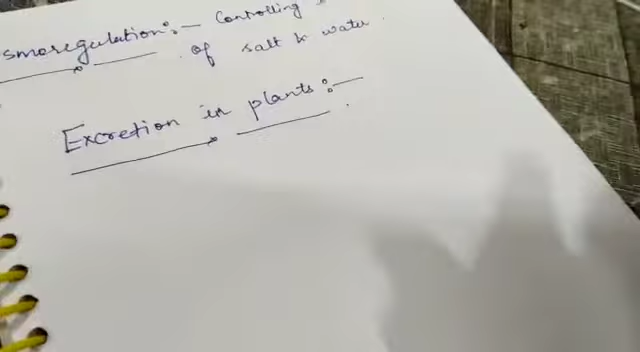 smoregulation:- Controlling
of salt & water.
Excretion in plants:-